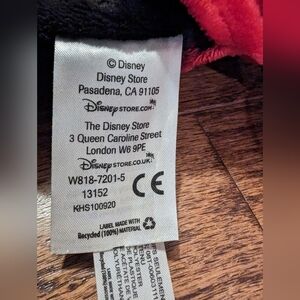 © Disney
Disney Store
Pasadena, CA 91105
DISNEYSTORE.COM
The Disney Store
3 Queen Caroline Street
London W6 9PE
DISNEYSTORE.CO.UK
W818-7201-5
13152
CE
KHS100920
LABEL MADE WITH
Recycled (100%) MATERIAL